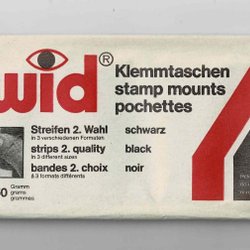 wid®
Klemmtaschen
stamp mounts
pochettes
Streifen 2. Wahl schwarz
in 3 verschiedenen Formaten
strips 2. quality black
in 3 different sizes
bandes 2. choix noir
à 3 formats différents
50 Gramm
grams
grammes